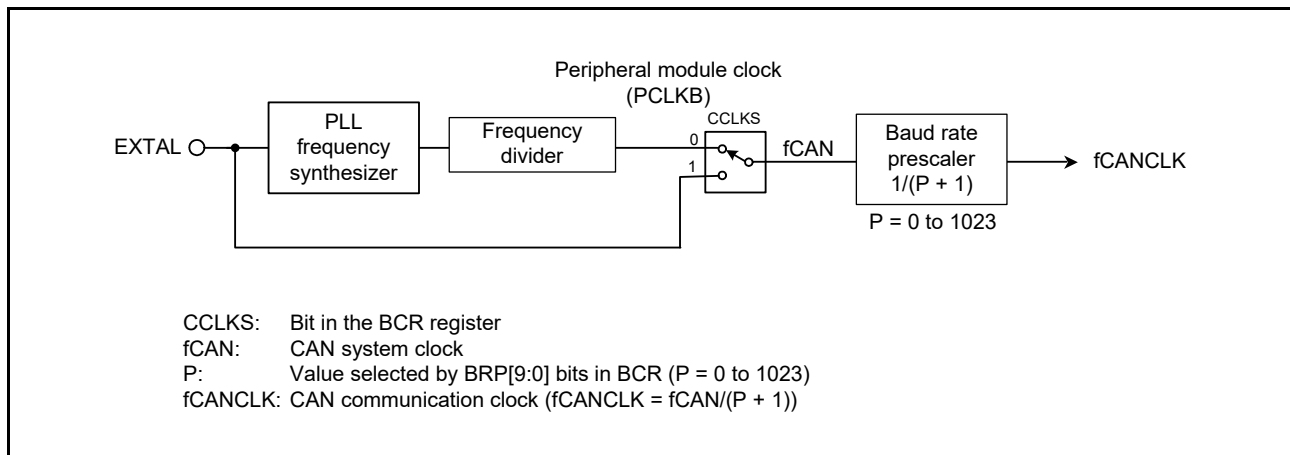 Peripheral module clock
(PCLKB)
EXTAL
PLL
frequency
synthesizer
Frequency
divider
CCLKS
0
1
fCAN
Baud rate
prescaler
1/(P + 1)
fCANCLK
P = 0 to 1023
CCLKS: Bit in the BCR register
fCAN: CAN system clock
P: Value selected by BRP[9:0] bits in BCR (P = 0 to 1023)
fCANCLK: CAN communication clock (fCANCLK = fCAN/(P + 1))